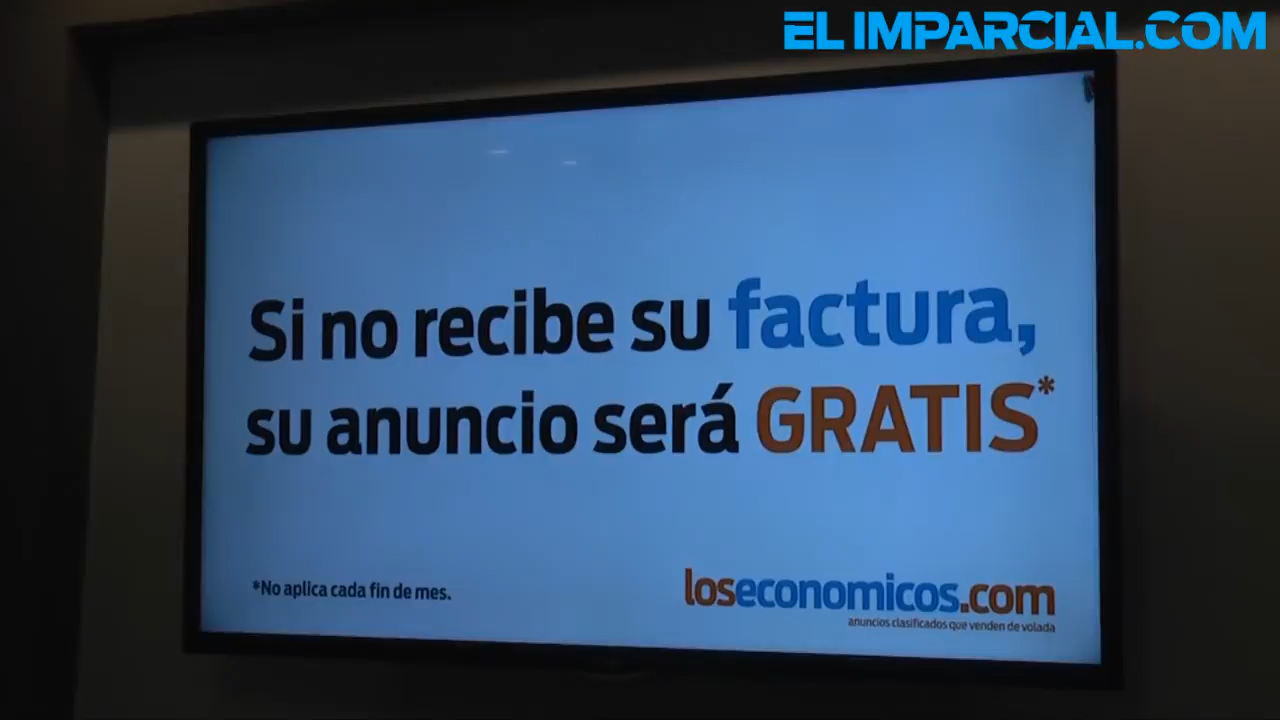 EL IMPARCIAL.COM
Si no recibe su factura,
su anuncio será GRATIS*
*No aplica cada fin de mes.
loseconomicos.com
anuncios clasificados que venden de volada